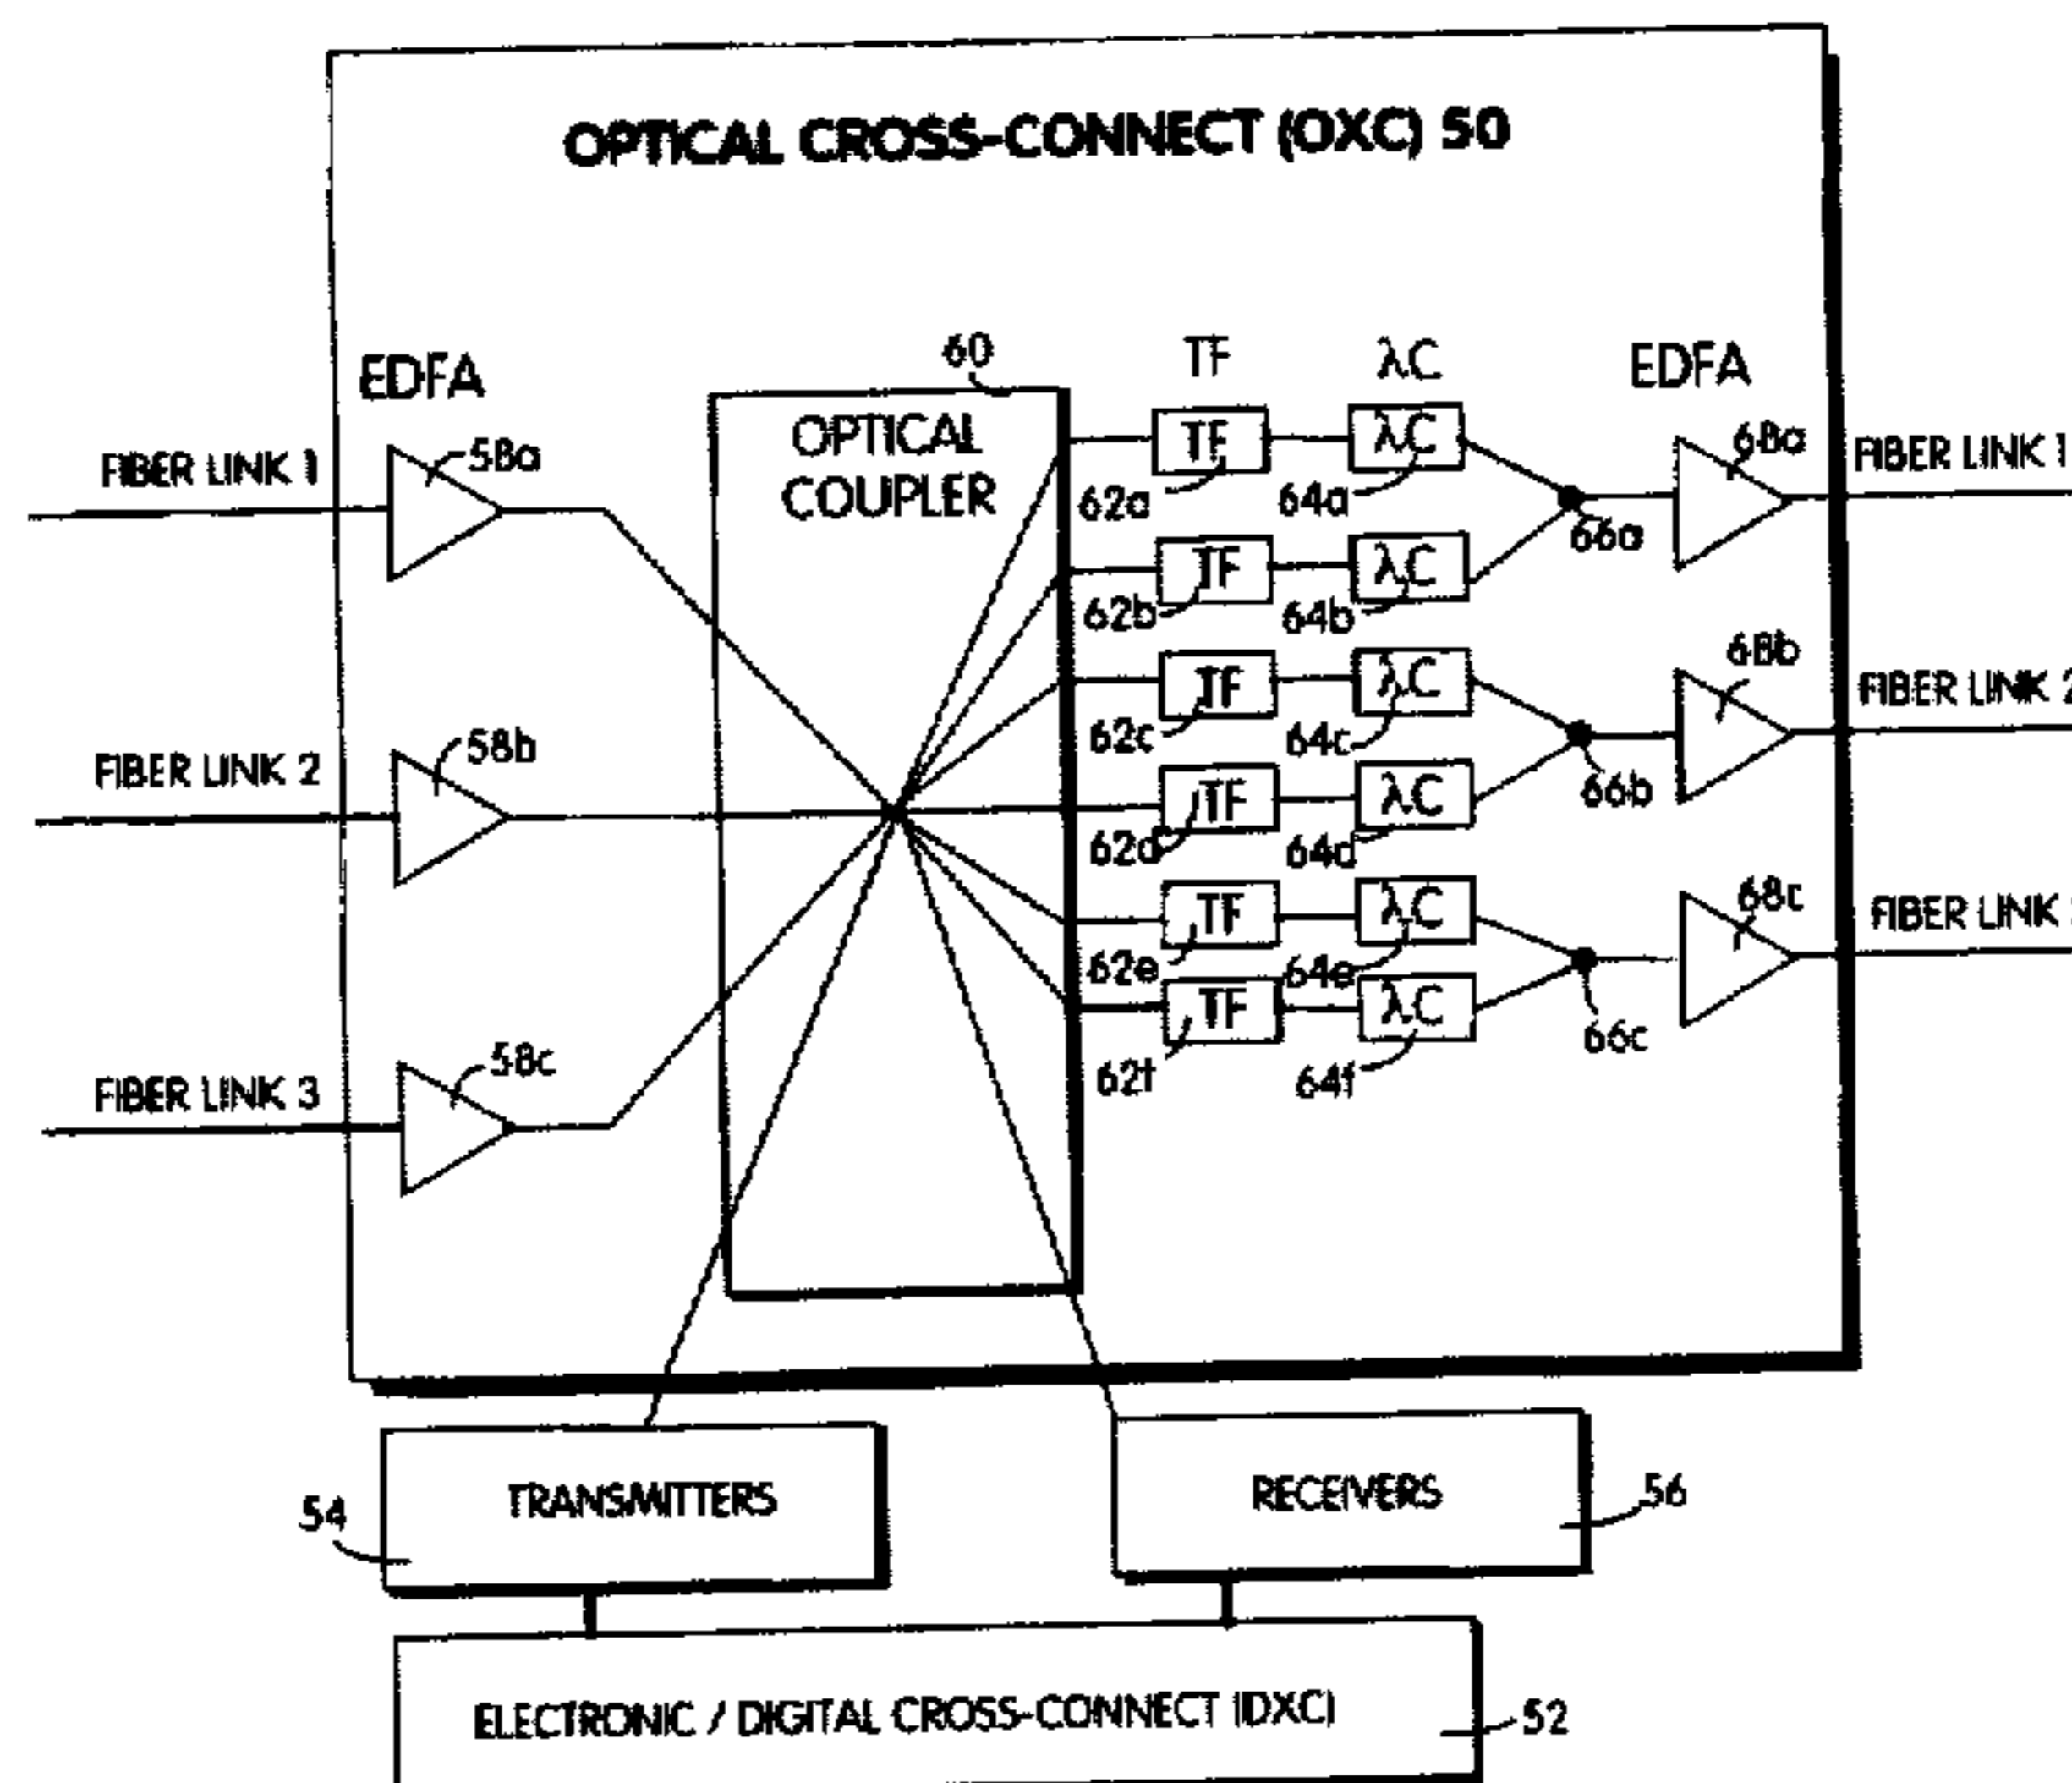 OPTICAL CROSS-CONNECT (OXC) 50
60
TF
λC
EDFA
EDFA
OPTICAL
COUPLER
TF
λC
68a
FIBER LINK 1
58a
FIBER LINK 1
62a
64a
66a
TF
λC
62b
64b
68b
TF
λC
FIBER LINK 2
58b
62c
64c
FIBER LINK 2
TF
λC
66b
62d
64d
TF
λC
68c
FIBER LINK
62e
64e
TF
λC
58c
66c
FIBER LINK 3
62f
64f
TRANSMITTERS
RECEIVERS
56
54
ELECTRONIC / DIGITAL CROSS-CONNECT (DXC)
52